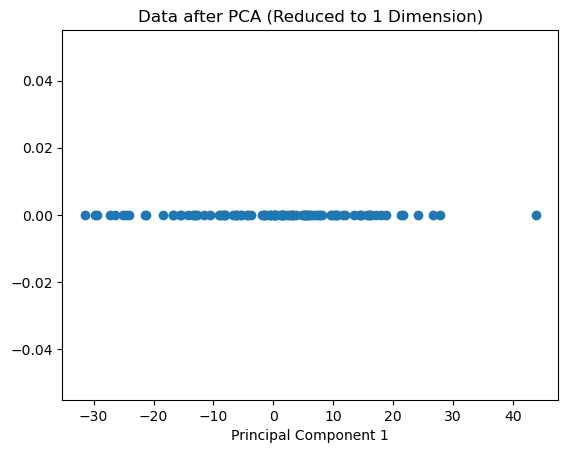 Data after PCA (Reduced to 1 Dimension)
0.04
0.02
0.00
−0.02
−0.04
−30 −20 −10 0 10 20 30 40
Principal Component 1